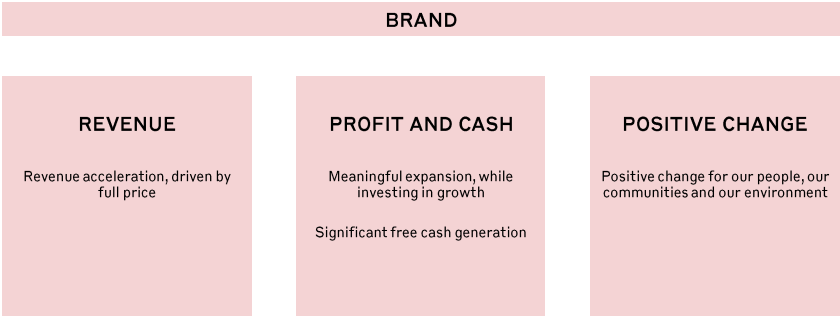 BRAND
REVENUE
Revenue acceleration, driven by
full price
PROFIT AND CASH
Meaningful expansion, while
investing in growth
Significant free cash generation
POSITIVE CHANGE
Positive change for our people, our
communities and our environment